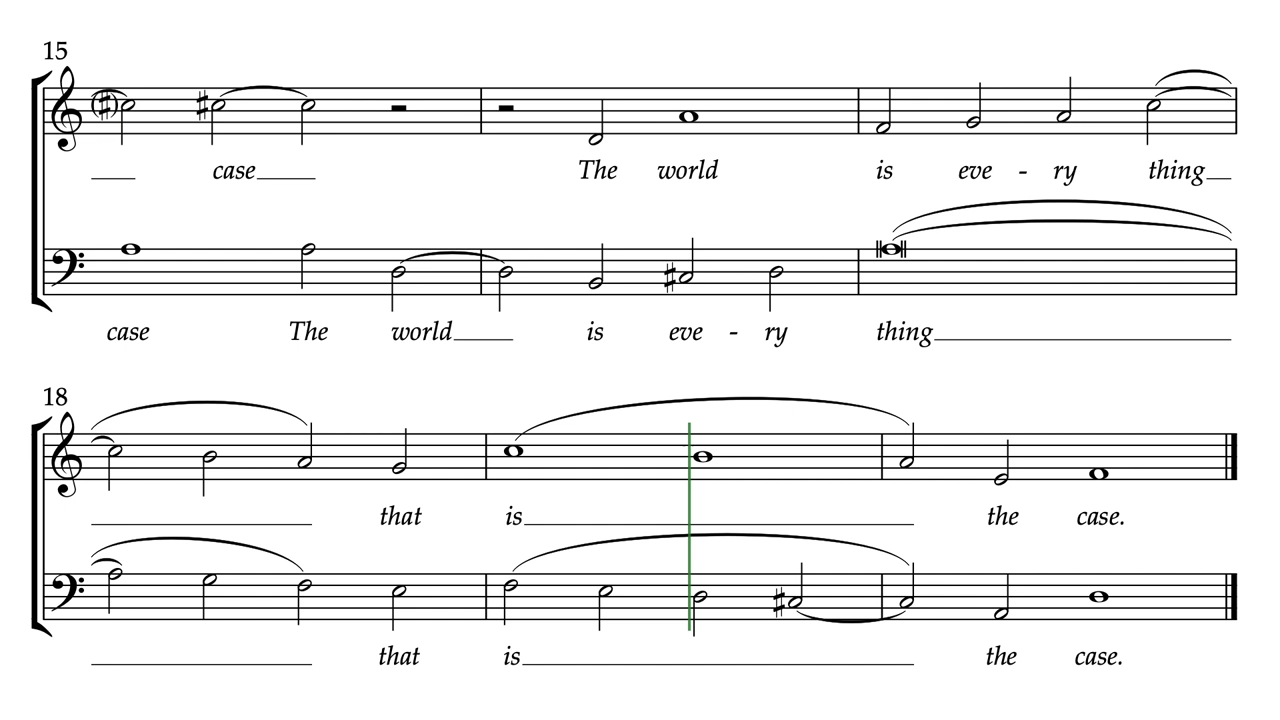 15
case The world is eve - ry thing
case The world is eve - ry thing
18
that is the case.
that is the case.